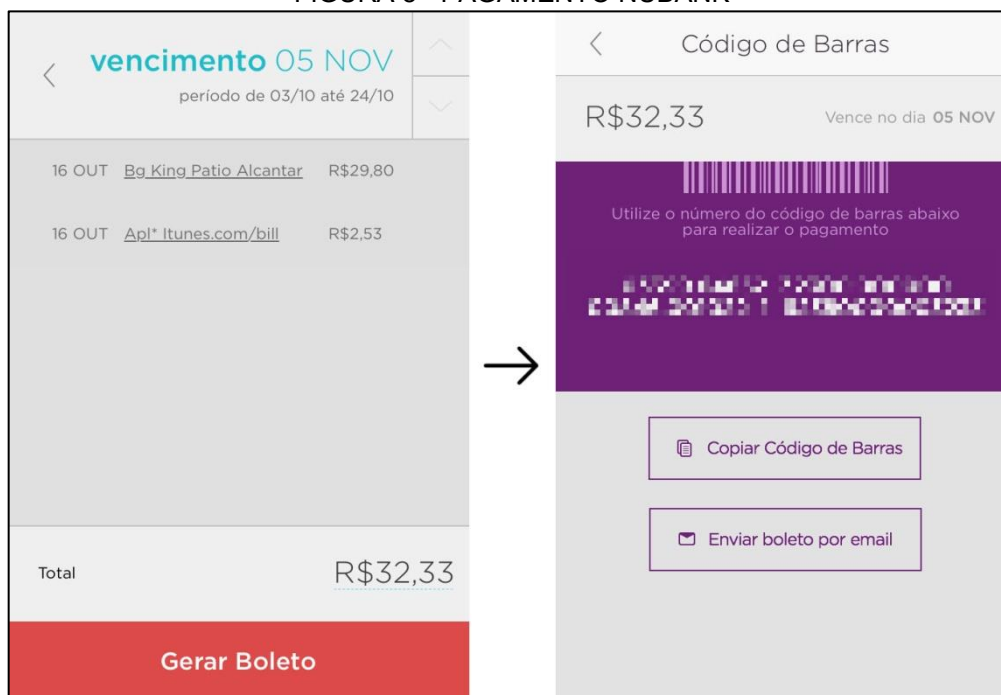 FIGURA - PAGAMENTO NUBANK
vencimento 05 NOV
período de 03/10 até 24/10
16 OUT Bg King Patio Alcantar R$29,80
16 OUT Apl* Itunes.com/bill R$2,53
Total R$32,33
Gerar Boleto
Código de Barras
R$32,33 Vence no dia 05 NOV
Utilize o número do código de barras abaixo
para realizar o pagamento
Copiar Código de Barras
Enviar boleto por email